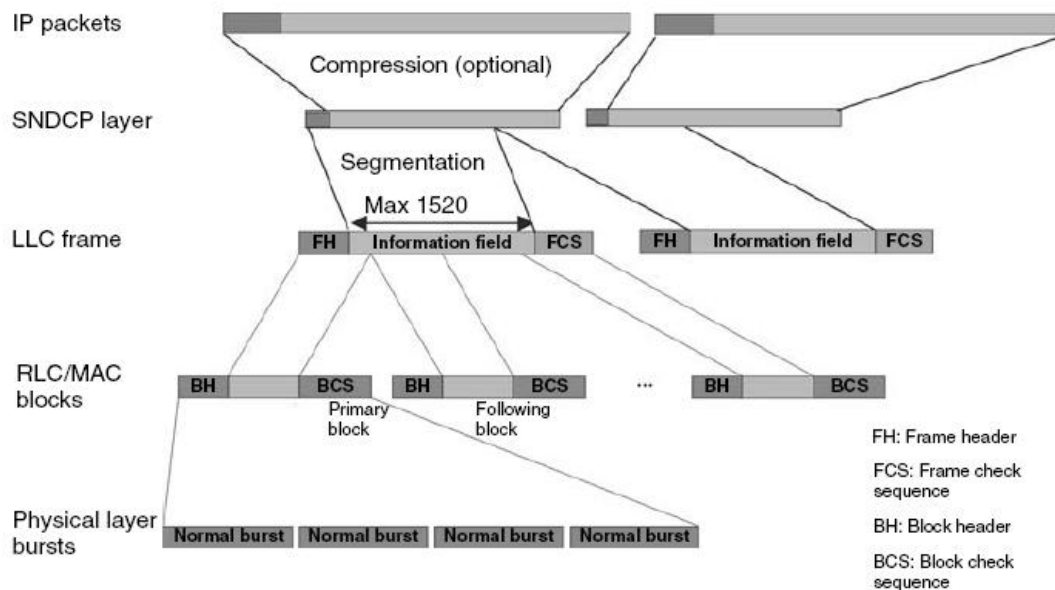 IP packets
Compression (optional)
SNDCP layer
Segmentation
Max 1520
LLC frame
FH Information field FCS FH Information field FCS
RLC/MAC
blocks
BH BCS BH BCS ... BH BCS
Primary
block
Following
block
FH: Frame header
FCS: Frame check
sequence
BH: Block header
BCS: Block check
sequence
Physical layer
bursts
Normal burst Normal burst Normal burst Normal burst